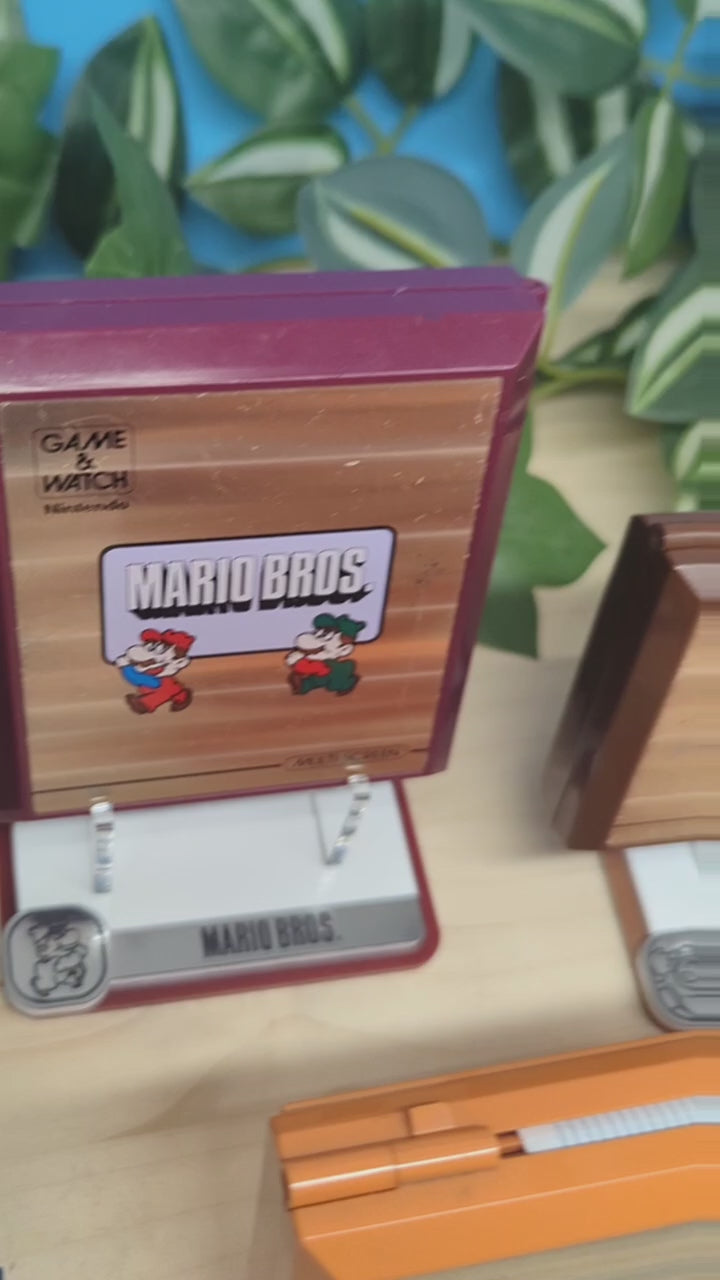 GAME
&
WATCH
Nintendo
MARIO BROS.
MULTI SCREEN
MARIO BROS.